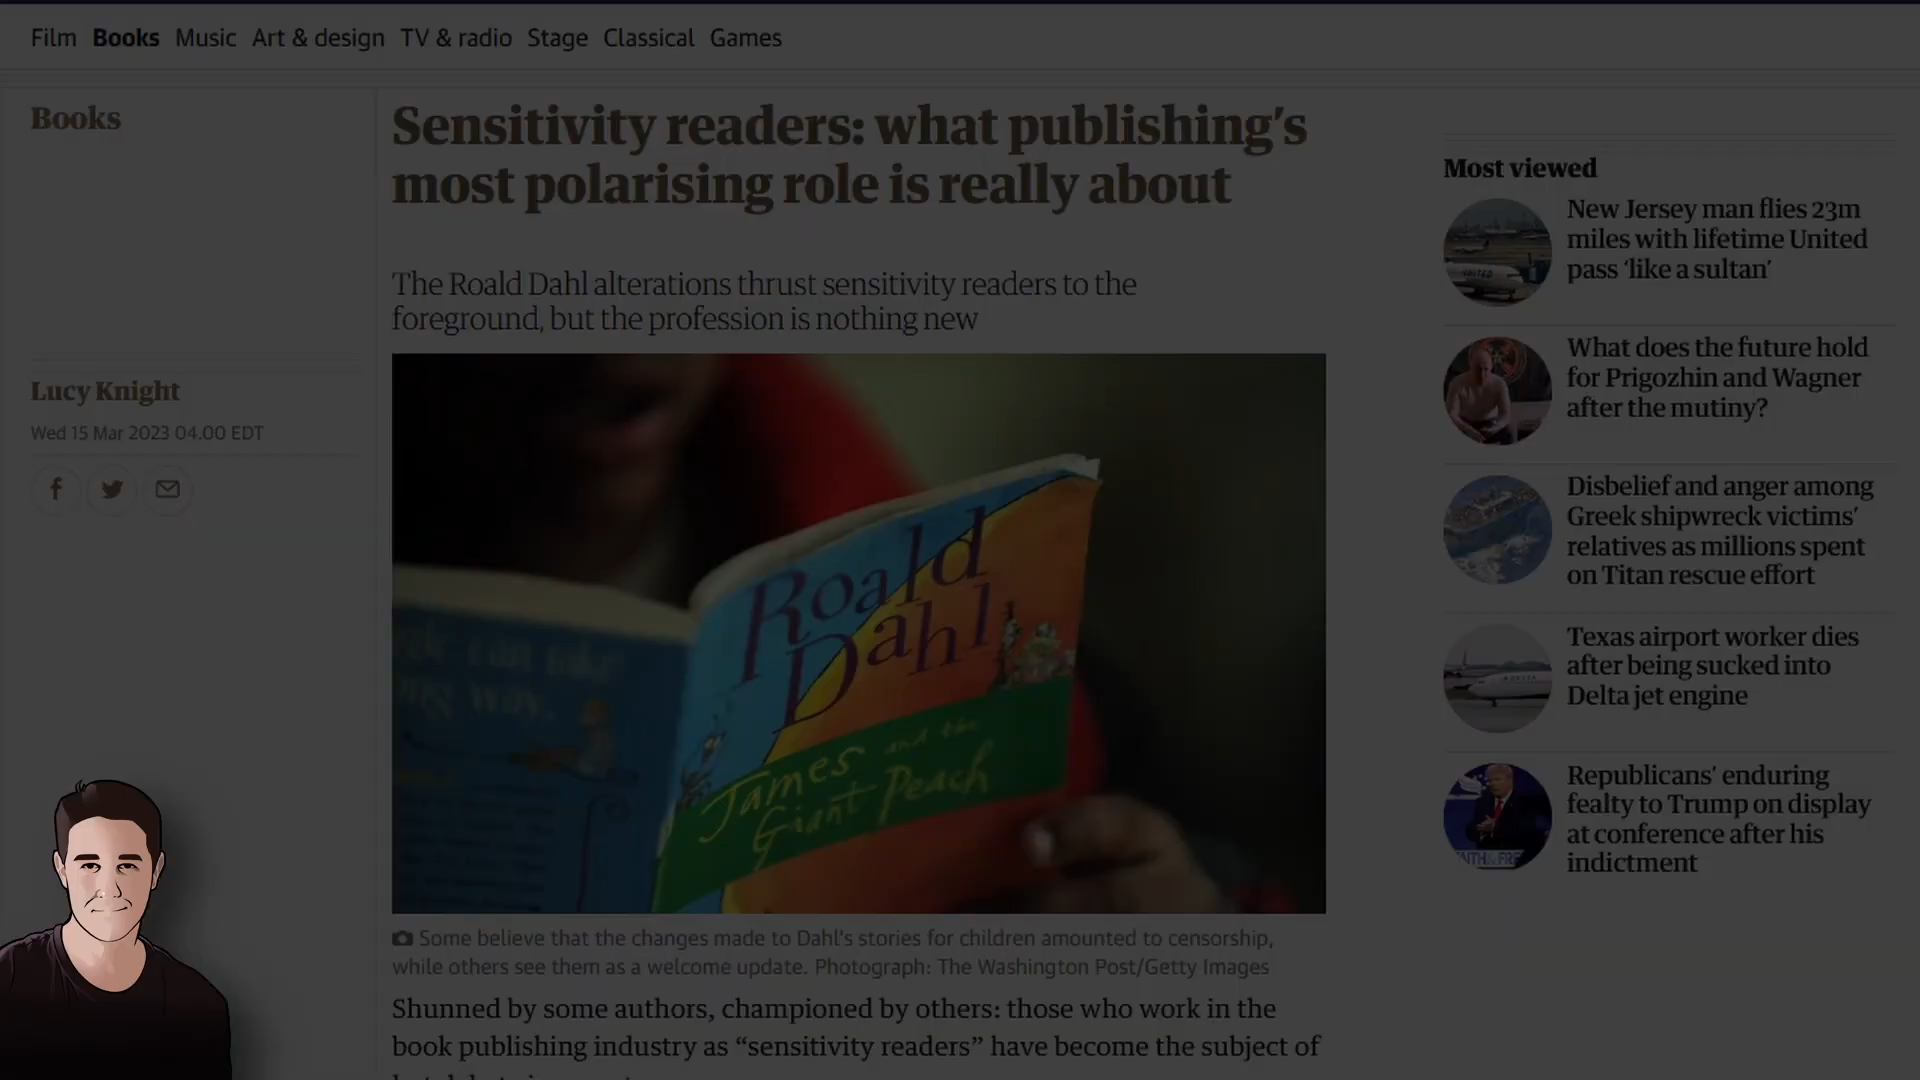 Film Books Music Art & design TV & radio Stage Classical Games
Books
Sensitivity readers: what publishing's
most polarising role is really about
The Roald Dahl alterations thrust sensitivity readers to the
foreground, but the profession is nothing new
Lucy Knight
Wed 15 Mar 2023 04.00 EDT
Roald
Dahl
James and the
Giant Peach
can take
way.
Some believe that the changes made to Dahl's stories for children amounted to censorship,
while others see them as a welcome update. Photograph: The Washington Post/Getty Images
Shunned by some authors, championed by others: those who work in the
book publishing industry as “sensitivity readers” have become the subject of
Most viewed
New Jersey man flies 23m
miles with lifetime United
pass ‘like a sultan’
UNITED
What does the future hold
for Prigozhin and Wagner
after the mutiny?
Disbelief and anger among
Greek shipwreck victims’
relatives as millions spent
on Titan rescue effort
Texas airport worker dies
after being sucked into
Delta jet engine
DELTA
Republicans’ enduring
fealty to Trump on display
at conference after his
indictment